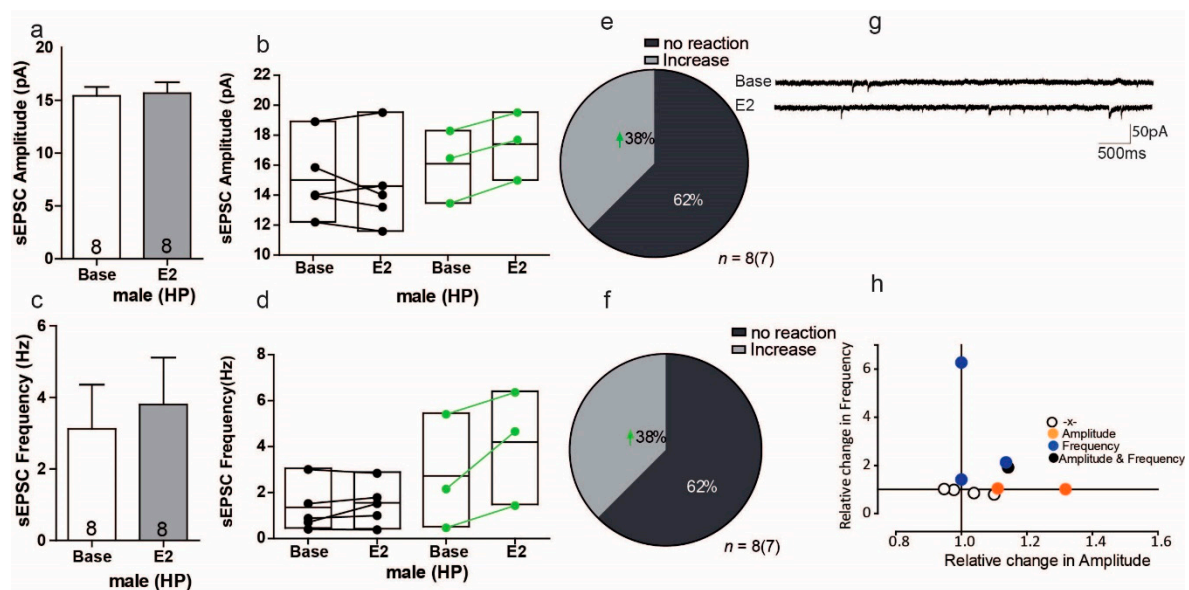 a
sEPSC Amplitude (pA)
20
15
10
5
0
8
8
Base
E2
male (HP)
b
sEPSC Amplitude (pA)
22
20
18
16
14
12
10
Base
E2
Base
E2
male (HP)
e
no reaction
Increase
38%
62%
n = 8(7)
g
Base
E2
50pA
500ms
c
sEPSC Frequency (Hz)
6
4
2
0
8
8
Base
E2
male (HP)
d
sEPSC Frequency(Hz)
8
6
4
2
0
Base
E2
Base
E2
male (HP)
f
no reaction
Increase
38%
62%
n = 8(7)
h
Relative change in Frequency
6
4
2
0
-x-
Amplitude
Frequency
Amplitude & Frequency
0.8
1.0
1.2
1.4
1.6
Relative change in Amplitude